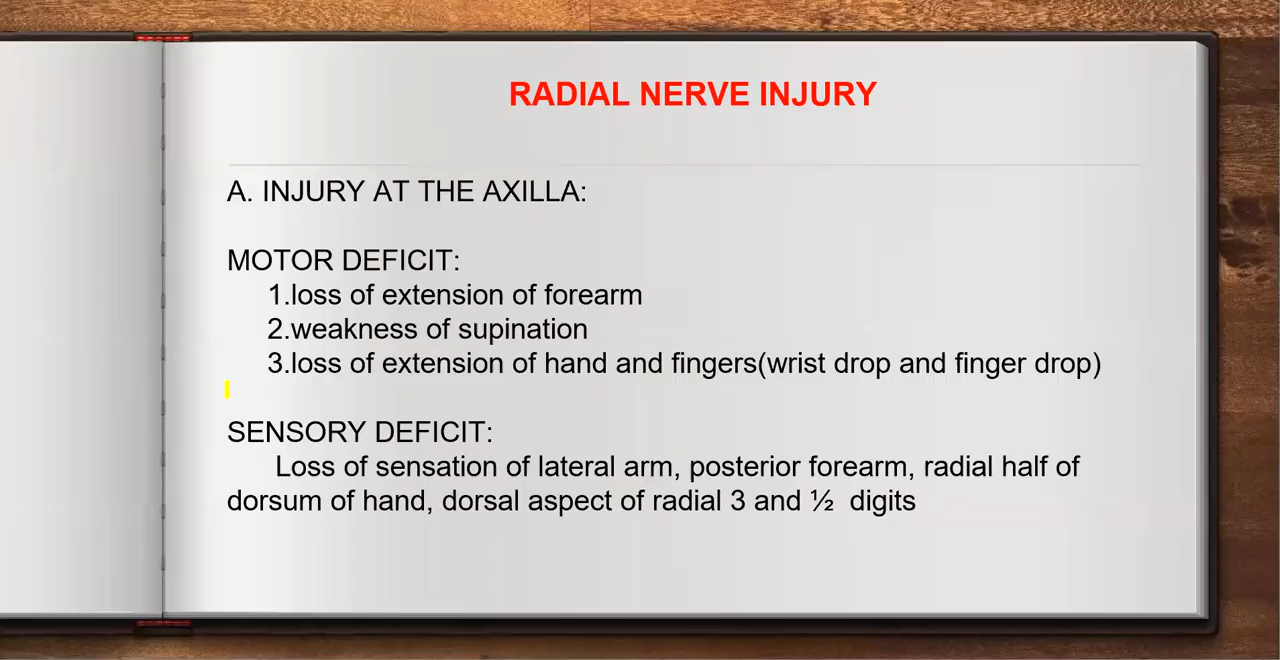 RADIAL NERVE INJURY
A. INJURY AT THE AXILLA:
MOTOR DEFICIT:
1.loss of extension of forearm
2.weakness of supination
3.loss of extension of hand and fingers(wrist drop and finger drop)
SENSORY DEFICIT:
Loss of sensation of lateral arm, posterior forearm, radial half of
dorsum of hand, dorsal aspect of radial 3 and ½ digits